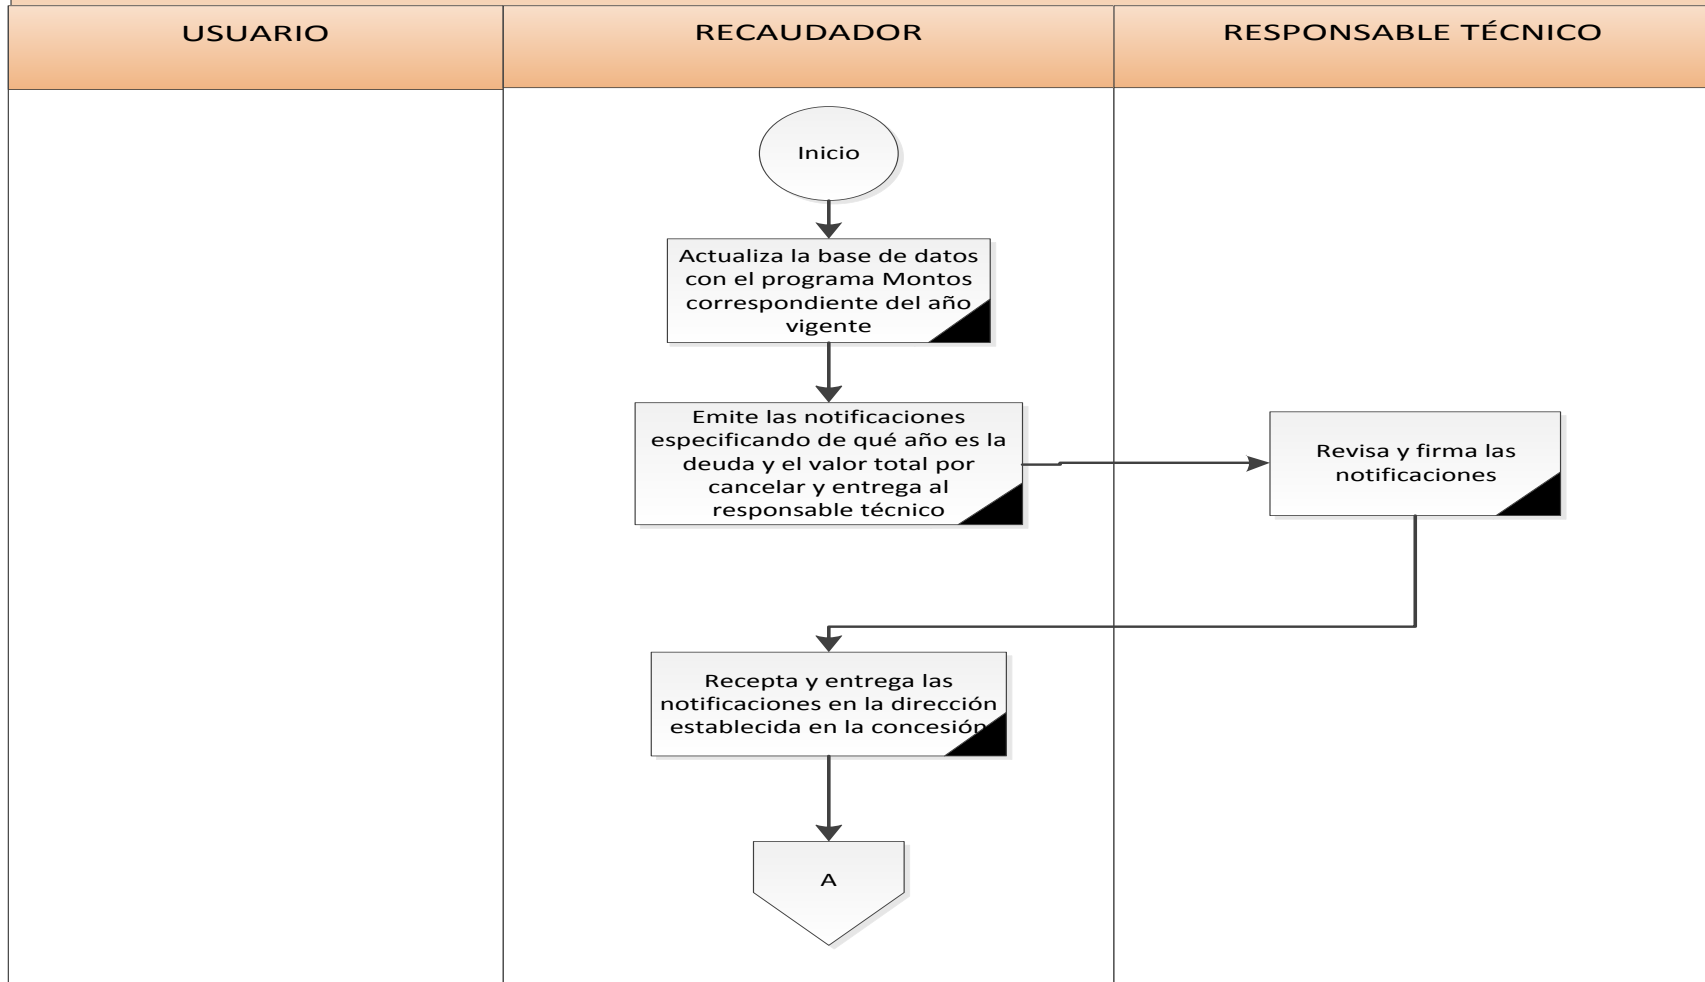 USUARIO
RECAUDADOR
RESPONSABLE TÉCNICO
Inicio
Actualiza la base de datos
con el programa Montos
correspondiente del año
vigente
Emite las notificaciones
especificando de qué año es la
deuda y el valor total por
cancelar y entrega al
responsable técnico
Revisa y firma las
notificaciones
Recepta y entrega las
notificaciones en la dirección
establecida en la concesión
A